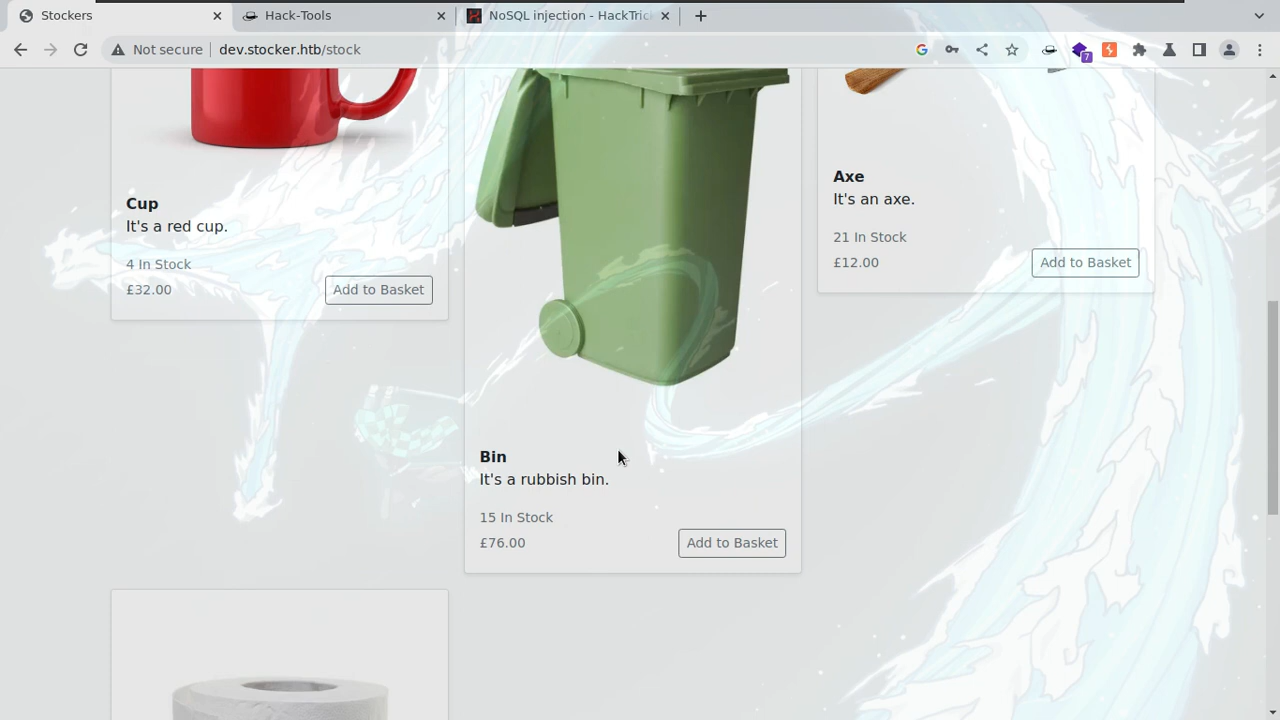 Stockers
Hack-Tools
NoSQL injection - HackTric
Not secure
dev.stocker.htb/stock
7
Cup
It's a red cup.
4 In Stock
£32.00
Add to Basket
Bin
It's a rubbish bin.
15 In Stock
£76.00
Add to Basket
Axe
It's an axe.
21 In Stock
£12.00
Add to Basket